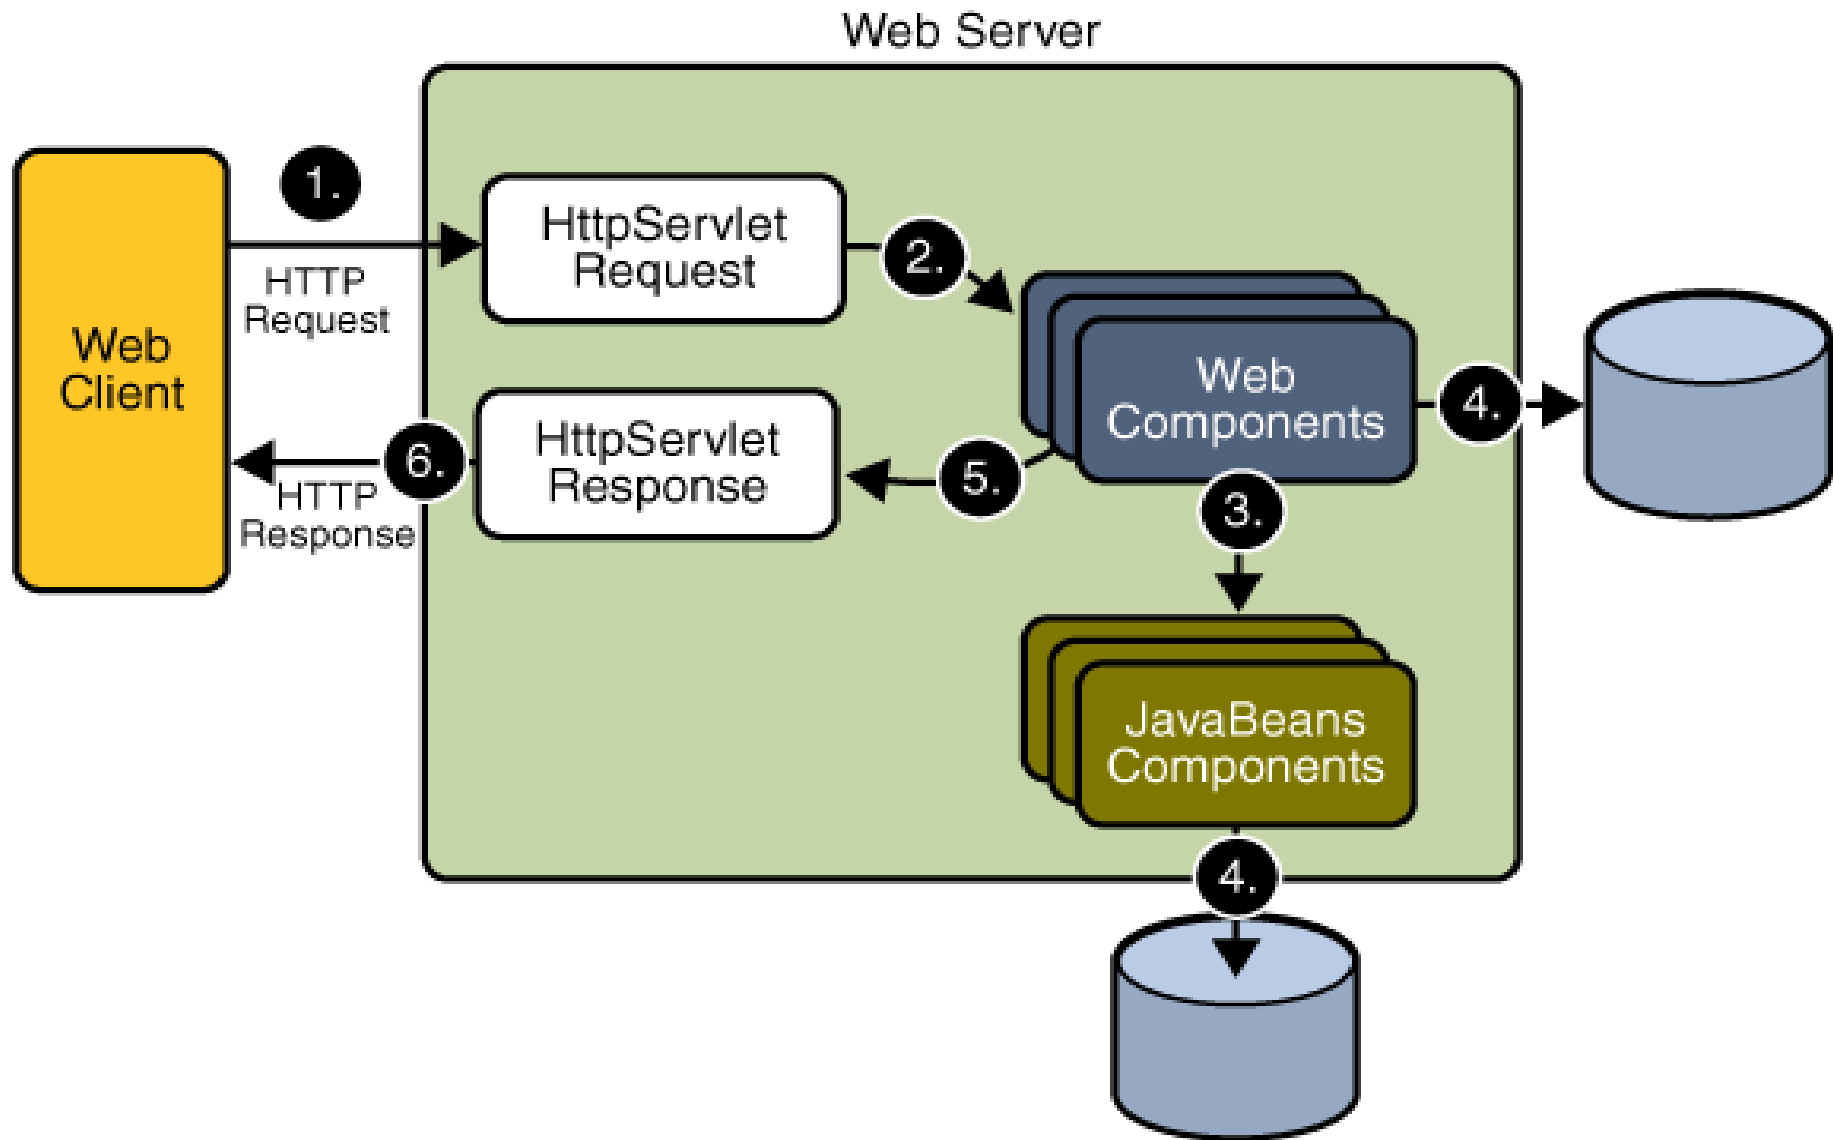 Web Server
1.
HttpServlet
Request
2.
HTTP
Request
Web
Client
Web
Components
4.
HttpServlet
Response
5.
6.
HTTP
Response
3.
JavaBeans
Components
4.